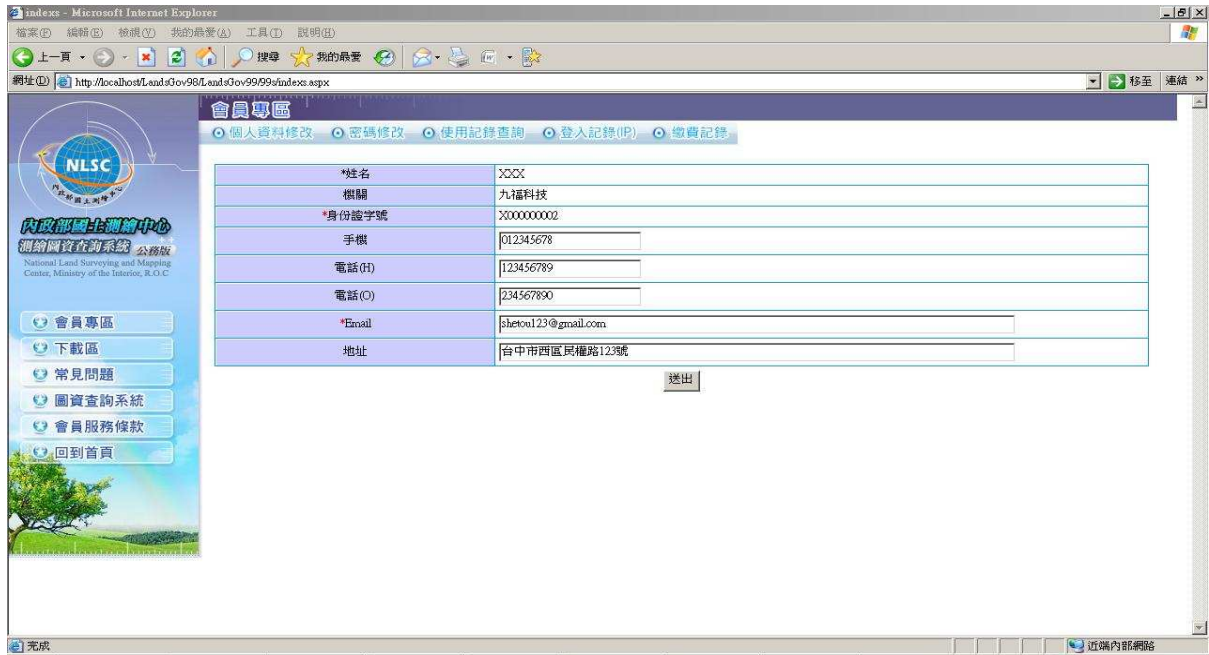 indexs - Microsoft Internet Explorer
檔案(F) 編輯(E) 檢視(V) 我的最愛(A) 工具(T) 說明(H)
上一頁 搜尋 我的最愛
網址(D) http://localhost/LandsGov98/LandsGov99/99s/indexs.aspx 移至 連結 »
會員專區
個人資料修改 密碼修改 使用記錄查詢 登入記錄(IP) 繳費記錄
NLSC
內政部國土測繪中心
內政部國土測繪中心
測繪圖資查詢系統 公務版
National Land Surveying and Mapping
Center, Ministry of the Interior, R.O.C
會員專區
下載區
常見問題
圖資查詢系統
會員服務條款
回到首頁
*姓名 XXX
機關 九福科技
*身份證字號 X000000002
手機 012345678
電話(H) 123456789
電話(O) 234567890
*Email shetou123@gmail.com
地址 台中市西區民權路123號
送出
完成 近端內部網路